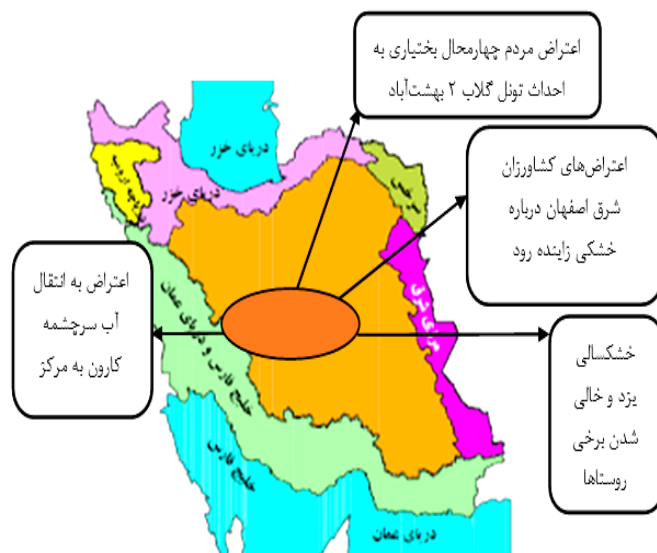 اعتراض مردم چهارمحال بختیاری به
احداث تونل گلاب ۲ بهشت‌آباد
اعتراض‌های کشاورزان
شرق اصفهان درباره
خشکی زاینده رود
اعتراض به انتقال
آب سرچشمه
کارون به مرکز
خشکسالی
یزد و خالی
شدن برخی
روستاها
دریای خزر
دریای خزر
خلیج فارس و دریای عمان
خلیج فارس
دریای عمان